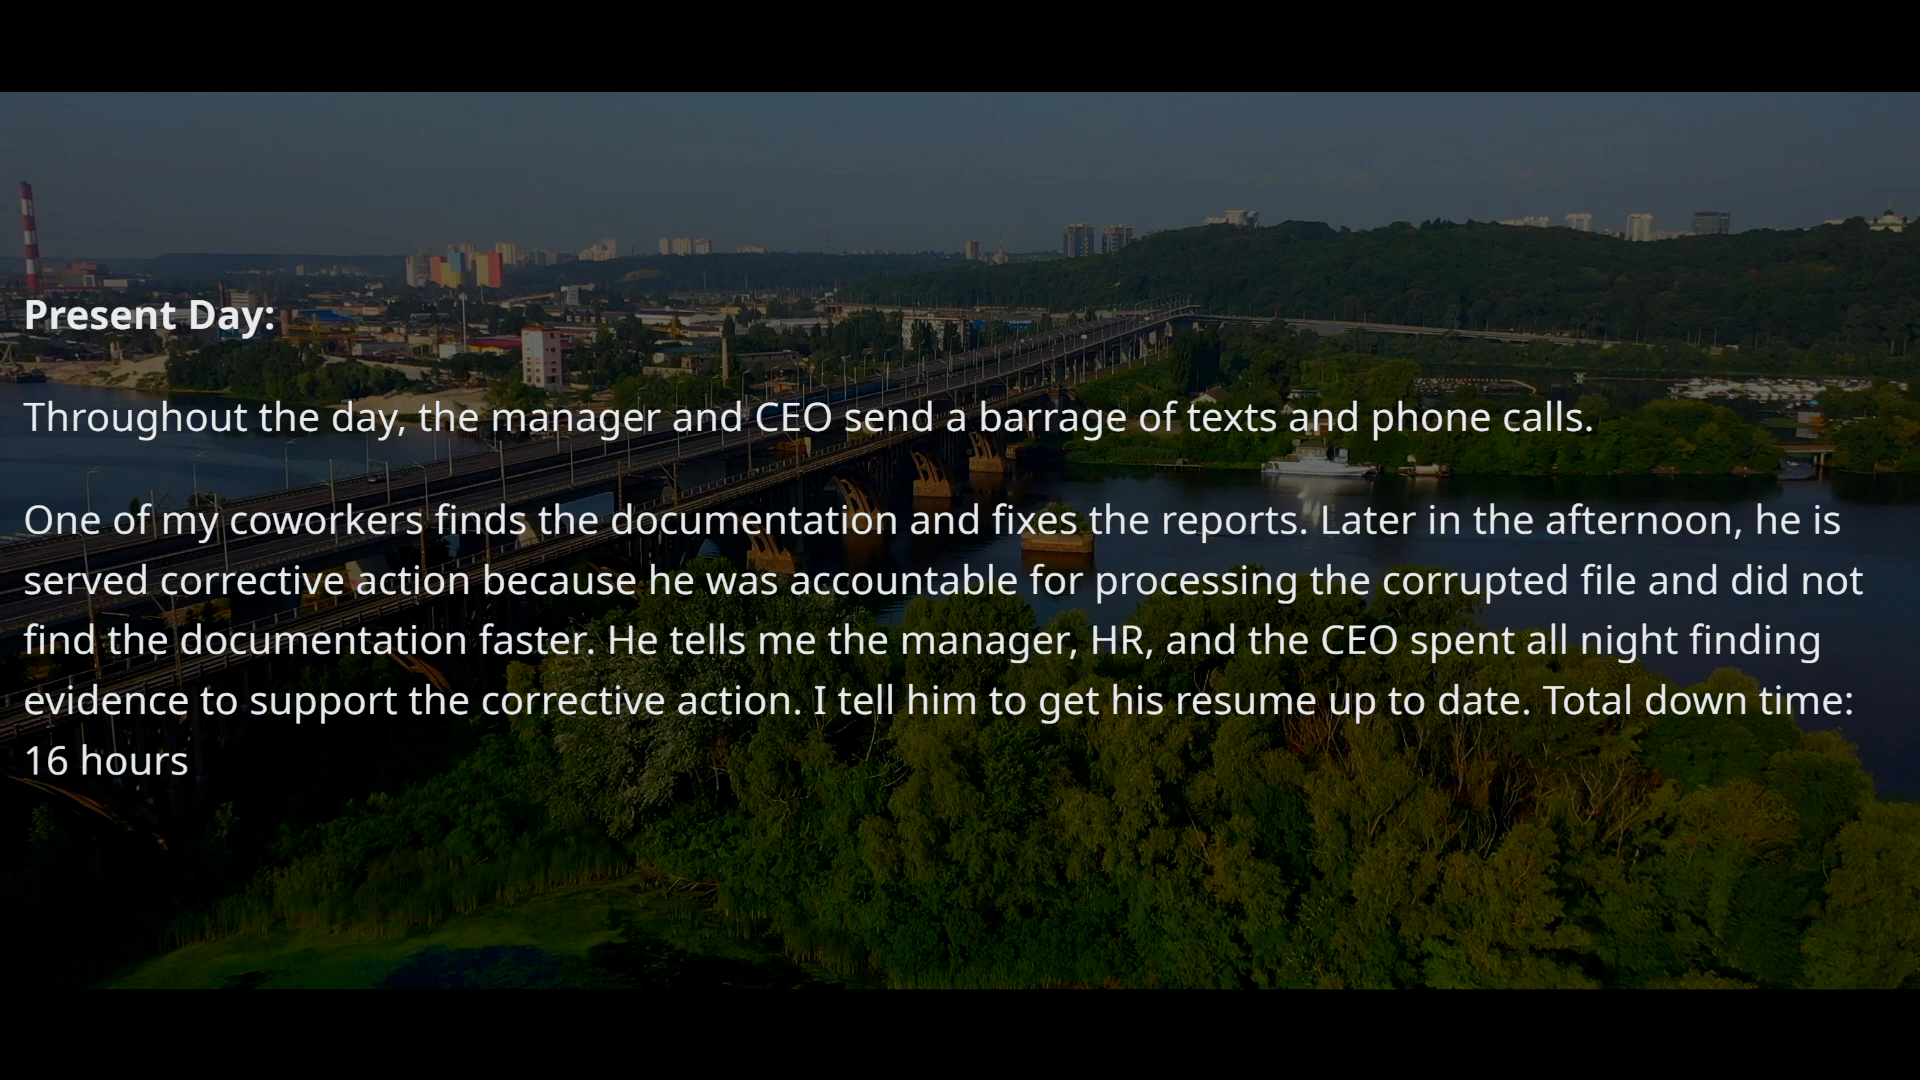 Present Day:
Throughout the day, the manager and CEO send a barrage of texts and phone calls.
One of my coworkers finds the documentation and fixes the reports. Later in the afternoon, he is
served corrective action because he was accountable for processing the corrupted file and did not
find the documentation faster. He tells me the manager, HR, and the CEO spent all night finding
evidence to support the corrective action. I tell him to get his resume up to date. Total down time:
16 hours